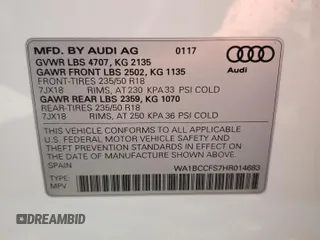 MFD. BY AUDI AG 0117
GVWR LBS 4707, KG 2135
GAWR FRONT LBS 2502, KG 1135
FRONT TIRES 235/50 R18
7JX18 RIMS, AT 230 KPA 33 PSI COLD
GAWR REAR LBS 2359, KG 1070
REAR TIRES 235/50 R18
7JX18 RIMS, AT 250 KPA 36 PSI COLD
Audi
THIS VEHICLE CONFORMS TO ALL APPLICABLE
U.S. FEDERAL MOTOR VEHICLE SAFETY AND
THEFT PREVENTION STANDARDS IN EFFECT ON
THE DATE OF MANUFACTURE SHOWN ABOVE.
SPAIN
TYPE: WA1BCCFS7HR014683
MPV
DREAMBID